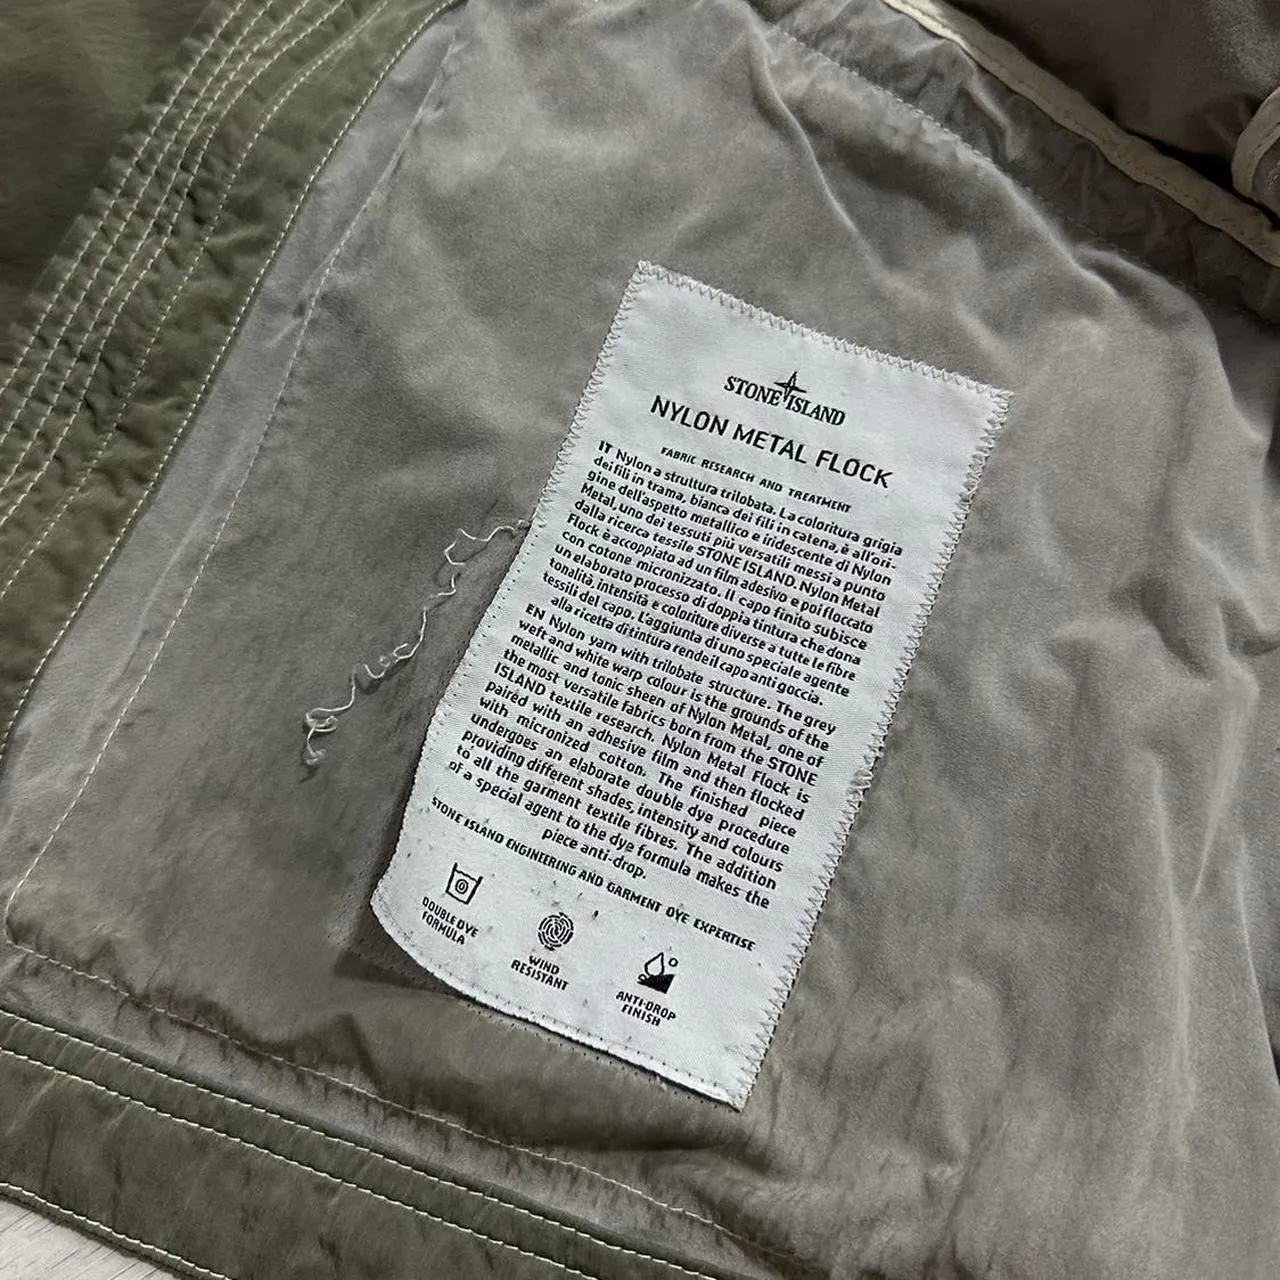 STONE ISLAND
NYLON METAL FLOCK
FABRIC RESEARCH AND TREATMENT
IT Nylon a struttura trilobata. La coloritura grigia
dei fili in trama, bianca dei fili in catena, è all'ori-
gine dell'aspetto metallico e iridescente di Nylon
Metal, uno dei tessuti più versatili messi a punto
dalla ricerca tessile STONE ISLAND. Nylon Metal
Flock è accoppiato ad un film adesivo e poi floccato
con cotone micronizzato. Il capo finito subisce
un elaborato processo di doppia tintura che dona
tonalità, intensità e coloriture diverse a tutte le fibre
tessili del capo. L'aggiunta di uno speciale agente
alla ricetta di tintura rende il capo anti goccia.
EN Nylon yarn with trilobate structure. The grey
weft and white warp colour is the grounds of the
metallic and tonic sheen of Nylon Metal, one of
the most versatile fabrics born from the STONE
ISLAND textile research. Nylon Metal Flock is
paired with an adhesive film and then flocked
with micronized cotton. The finished piece
undergoes an elaborate double dye procedure
providing different shades, intensity and colours
to all the garment textile fibres. The addition
of a special agent to the dye formula makes the
piece anti-drop.
STONE ISLAND ENGINEERING AND GARMENT DYE EXPERTISE
DOUBLE DYE
FORMULA
WIND
RESISTANT
ANTI-DROP
FINISH